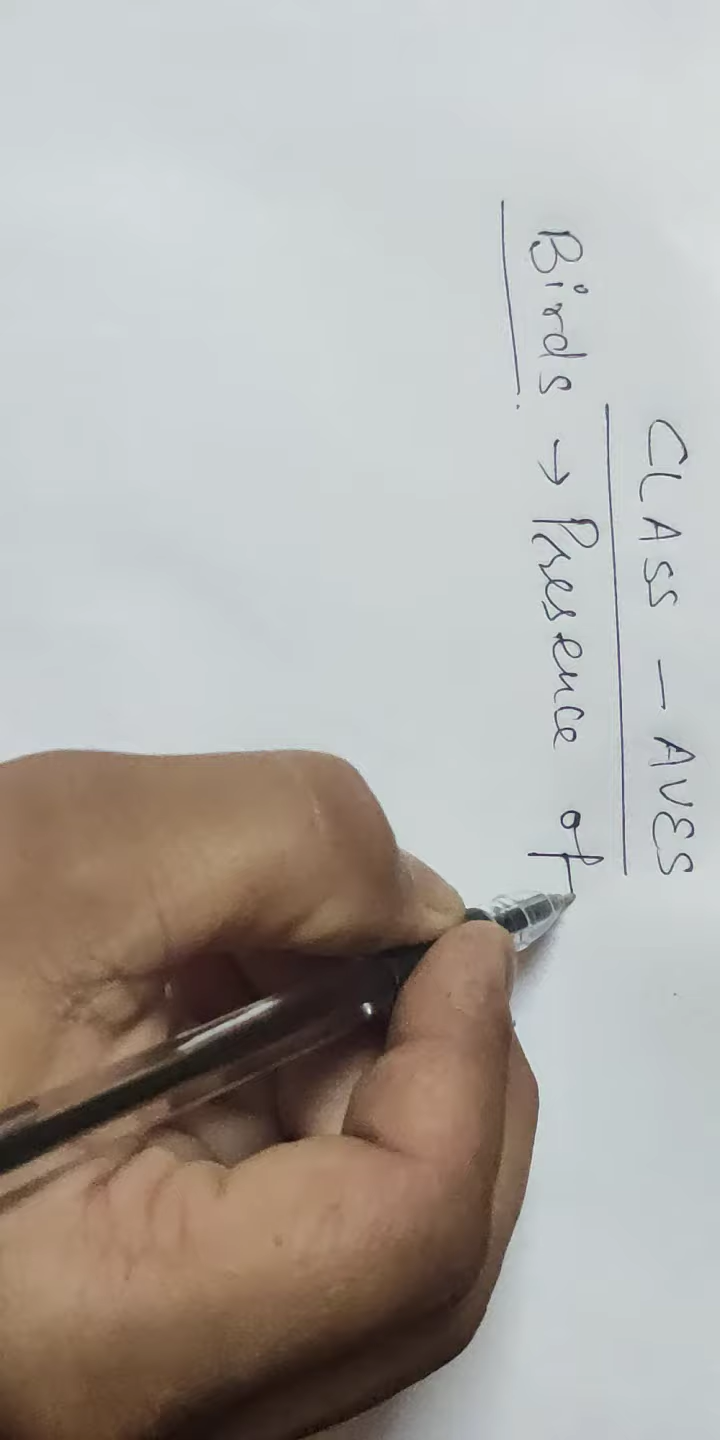 CLASS - AVES
Birds → Presence of